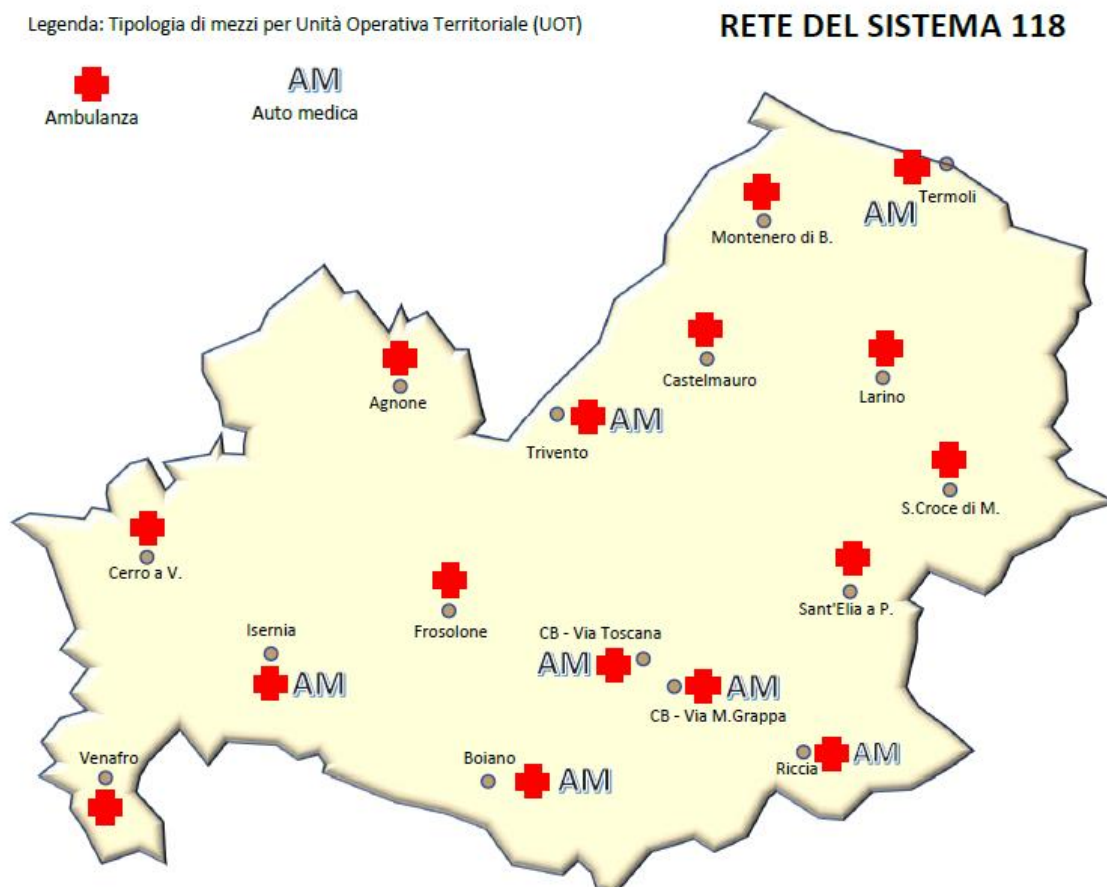 Legenda: Tipologia di mezzi per Unità Operativa Territoriale (UOT)
RETE DEL SISTEMA 118
AM
Ambulanza
Auto medica
Termoli
AM
Montenero di B.
Castelmauro
Larino
Agnone
AM
Trivento
S.Croce di M.
Cerro a V.
Sant'Elia a P.
Frosolone
Isernia
CB - Via Toscana
AM
AM
AM
CB - Via M.Grappa
Venafro
Boiano
AM
Riccia
AM